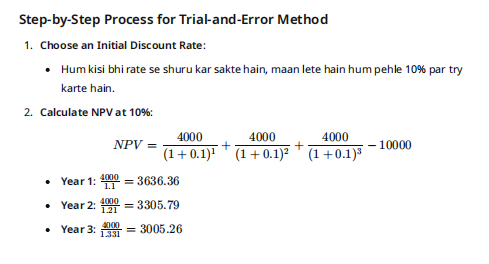 Step-by-Step Process for Trial-and-Error Method
1. Choose an Initial Discount Rate:
• Hum kisi bhi rate se shuru kar sakte hain, maan lete hain hum pehle 10% par try
karte hain.
2. Calculate NPV at 10%:
NPV = 4000/(1 + 0.1)¹ + 4000/(1 + 0.1)² + 4000/(1 + 0.1)³ − 10000
• Year 1: 4000/1.1 = 3636.36
• Year 2: 4000/1.21 = 3305.79
• Year 3: 4000/1.331 = 3005.26